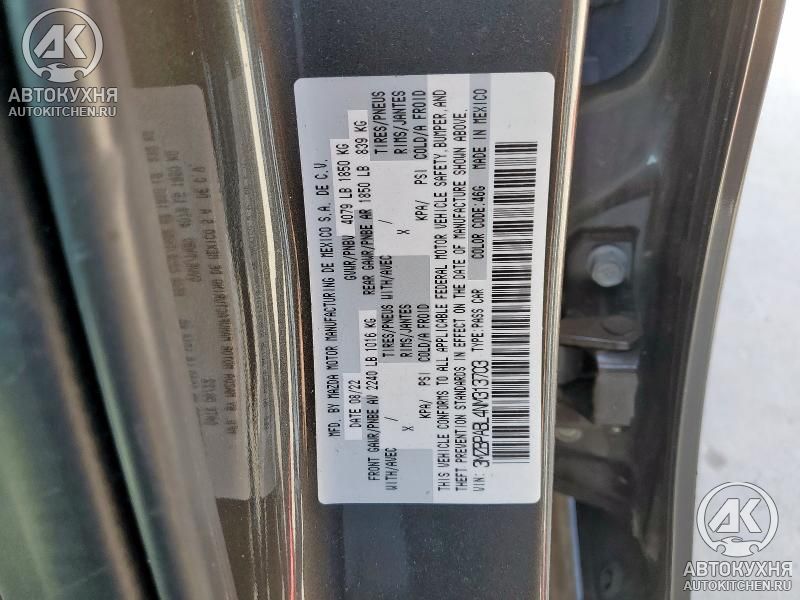 AK
АВТОКУХНЯ
AUTOKITCHEN.RU
MFD. BY MAZDA MOTOR MANUFACTURING DE MEXICO S.A. DE C.V.
DATE 08/22 GVWR/PNBV 4079 LB 1850 KG
FRONT GAWR/PNBE AV 2240 LB 1016 KG REAR GAWR/PNBE AR 1850 LB 839 KG
WITH/AVEC TIRES/PNEUS WITH/AVEC TIRES/PNEUS
X / RIMS/JANTES X / RIMS/JANTES
KPA/ PSI COLD/A FROID KPA/ PSI COLD/A FROID
THIS VEHICLE CONFORMS TO ALL APPLICABLE FEDERAL MOTOR VEHICLE SAFETY, BUMPER, AND
THEFT PREVENTION STANDARDS IN EFFECT ON THE DATE OF MANUFACTURE SHOWN ABOVE.
VIN: 3MZBPABL4NM313703 TYPE:PASS CAR COLOR CODE:46G MADE IN MEXICO
AK
АВТОКУХНЯ
AUTOKITCHEN.RU